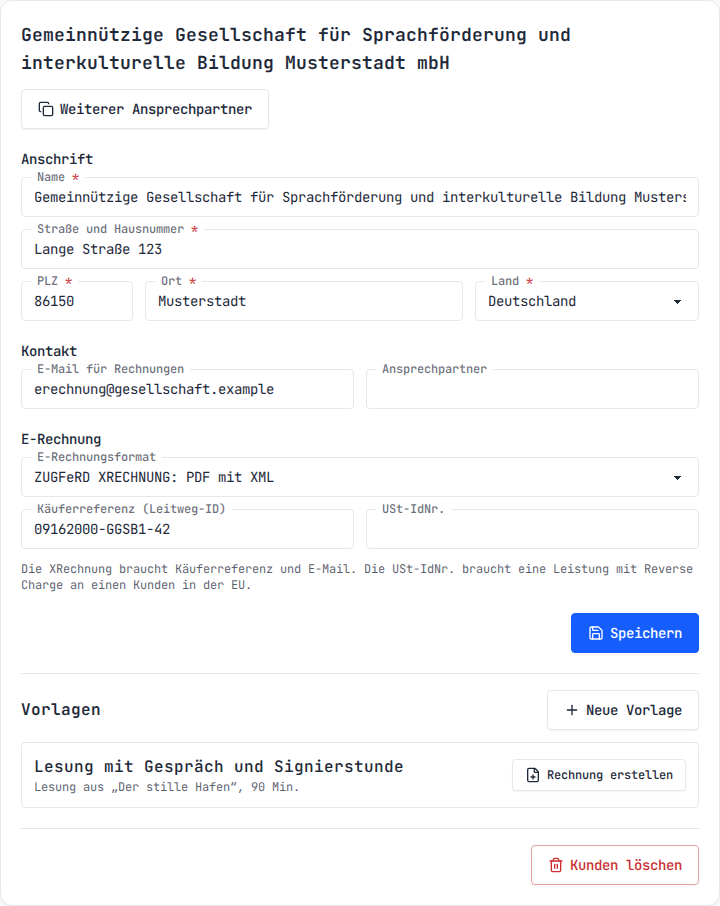 Gemeinnützige Gesellschaft für Sprachförderung und
interkulturelle Bildung Musterstadt mbH
Weiterer Ansprechpartner
Anschrift
Name *
Gemeinnützige Gesellschaft für Sprachförderung und interkulturelle Bildung Musters
Straße und Hausnummer *
Lange Straße 123
PLZ *
86150
Ort *
Musterstadt
Land *
Deutschland
Kontakt
E-Mail für Rechnungen
erechnung@gesellschaft.example
Ansprechpartner
E-Rechnung
E-Rechnungsformat
ZUGFeRD XRECHNUNG: PDF mit XML
Käuferreferenz (Leitweg-ID)
09162000-GGSB1-42
USt-IdNr.
Die XRechnung braucht Käuferreferenz und E-Mail. Die USt-IdNr. braucht eine Leistung mit Reverse
Charge an einen Kunden in der EU.
Speichern
Vorlagen
Neue Vorlage
Lesung mit Gespräch und Signierstunde
Lesung aus „Der stille Hafen“, 90 Min.
Rechnung erstellen
Kunden löschen